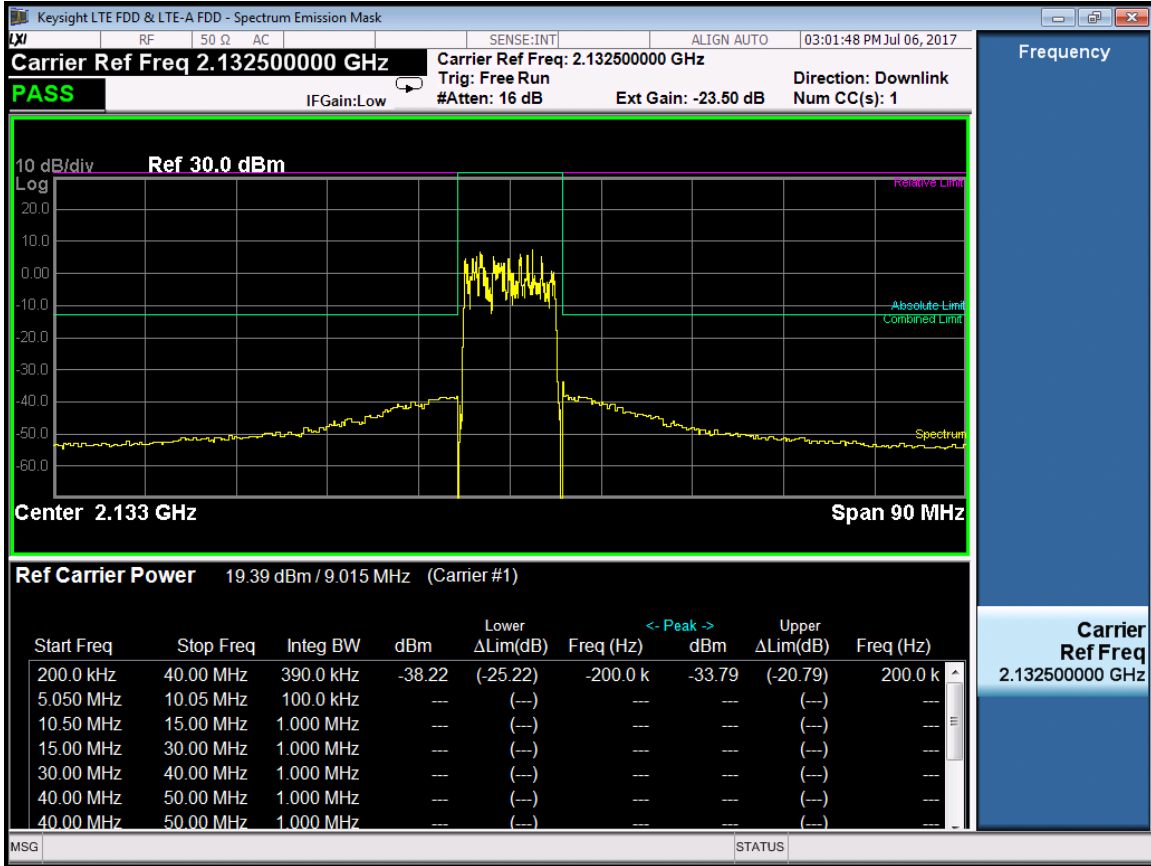 Keysight LTE FDD & LTE-A FDD - Spectrum Emission Mask
LXI RF 50 Ω AC SENSE:INT ALIGN AUTO 03:01:48 PM Jul 06, 2017
Carrier Ref Freq 2.132500000 GHz
Carrier Ref Freq: 2.132500000 GHz
Trig: Free Run Direction: Downlink
PASS IFGain:Low #Atten: 16 dB Ext Gain: -23.50 dB Num CC(s): 1
10 dB/div Ref 30.0 dBm
Log
Relative Limit
20.0
10.0
0.00
-10.0
Absolute Limit
Combined Limit
-20.0
-30.0
-40.0
-50.0
Spectrum
-60.0
Center 2.133 GHz Span 90 MHz
Ref Carrier Power 19.39 dBm / 9.015 MHz (Carrier #1)
Lower <- Peak -> Upper
Start Freq Stop Freq Integ BW dBm ΔLim(dB) Freq (Hz) dBm ΔLim(dB) Freq (Hz)
200.0 kHz 40.00 MHz 390.0 kHz -38.22 (-25.22) -200.0 k -33.79 (-20.79) 200.0 k
5.050 MHz 10.05 MHz 100.0 kHz --- (---) --- --- (---) ---
10.50 MHz 15.00 MHz 1.000 MHz --- (---) --- --- (---) ---
15.00 MHz 30.00 MHz 1.000 MHz --- (---) --- --- (---) ---
30.00 MHz 40.00 MHz 1.000 MHz --- (---) --- --- (---) ---
40.00 MHz 50.00 MHz 1.000 MHz --- (---) --- --- (---) ---
40.00 MHz 50.00 MHz 1.000 MHz --- (---) --- --- (---) ---
MSG STATUS
Frequency
Carrier
Ref Freq
2.132500000 GHz